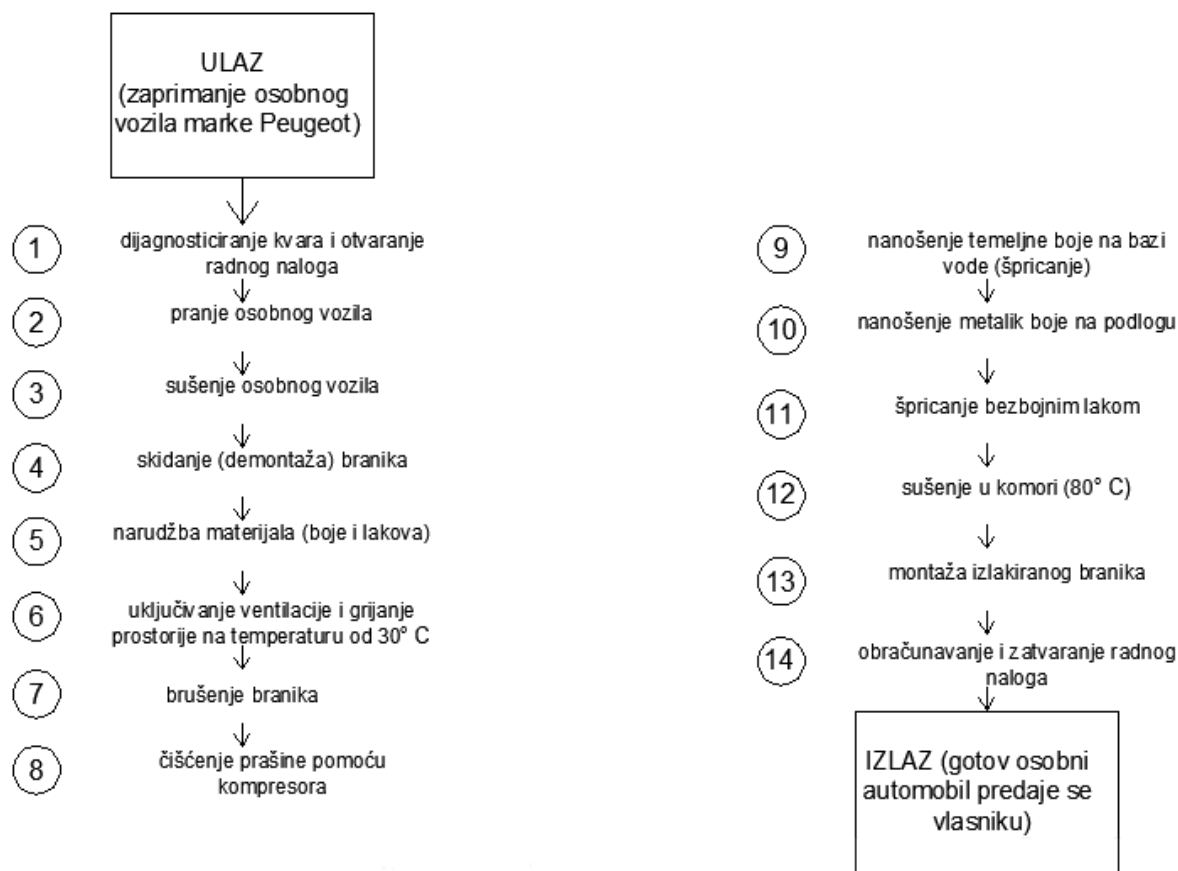 ULAZ
(zaprimanje osobnog
vozila marke Peugeot)
1
dijagnosticiranje kvara i otvaranje
radnog naloga
2
pranje osobnog vozila
3
sušenje osobnog vozila
4
skidanje (demontaža) branika
5
narudžba materijala (boje i lakova)
6
uključivanje ventilacije i grijanje
prostorije na temperaturu od 30° C
7
brušenje branika
8
čišćenje prašine pomoću
kompresora
9
nanošenje temeljne boje na bazi
vode (špricanje)
10
nanošenje metalik boje na podlogu
11
špricanje bezbojnim lakom
12
sušenje u komori (80° C)
13
montaža izlakiranog branika
14
obračunavanje i zatvaranje radnog
naloga
IZLAZ (gotov osobni
automobil predaje se
vlasniku)